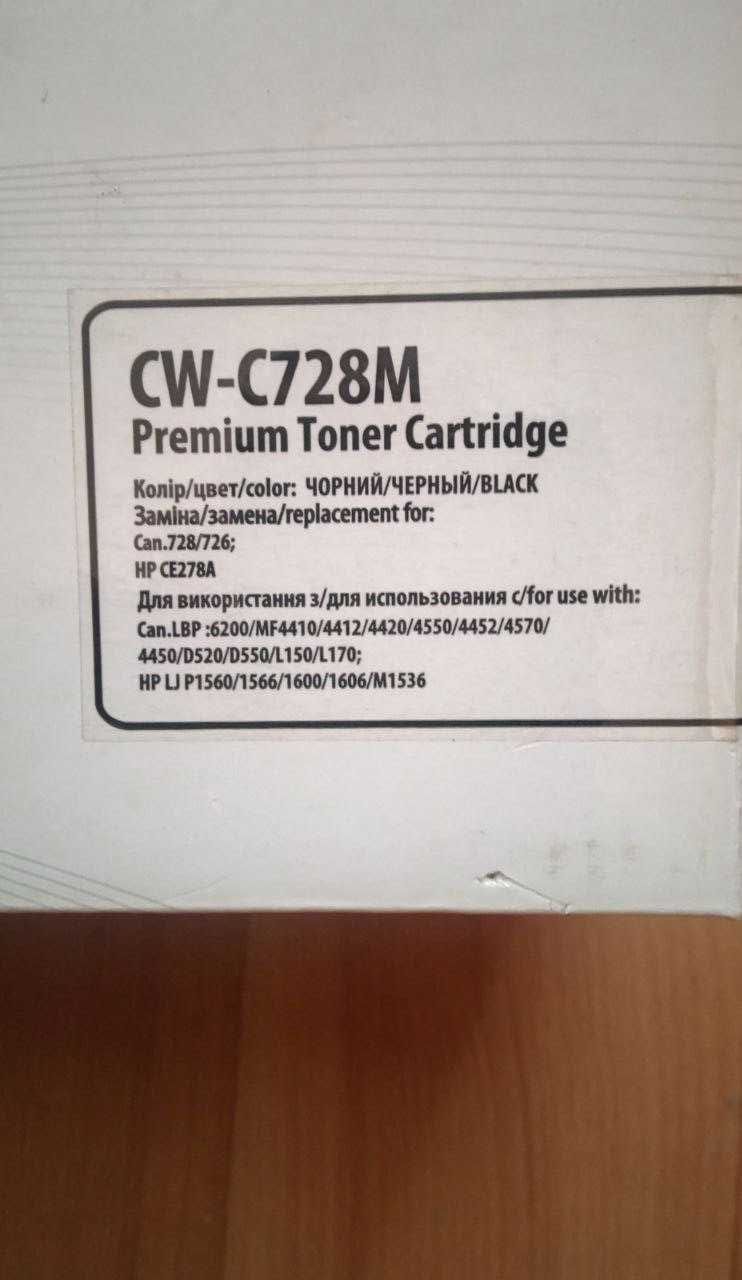 CW-C728M
Premium Toner Cartridge
Колір/цвет/color: ЧОРНИЙ/ЧЕРНЫЙ/BLACK
Заміна/замена/replacement for:
Can.728/726;
HP CE278A
Для використання з/для использования с/for use with:
Can.LBP :6200/MF4410/4412/4420/4550/4452/4570/
4450/D520/D550/L150/L170;
HP LJ P1560/1566/1600/1606/M1536